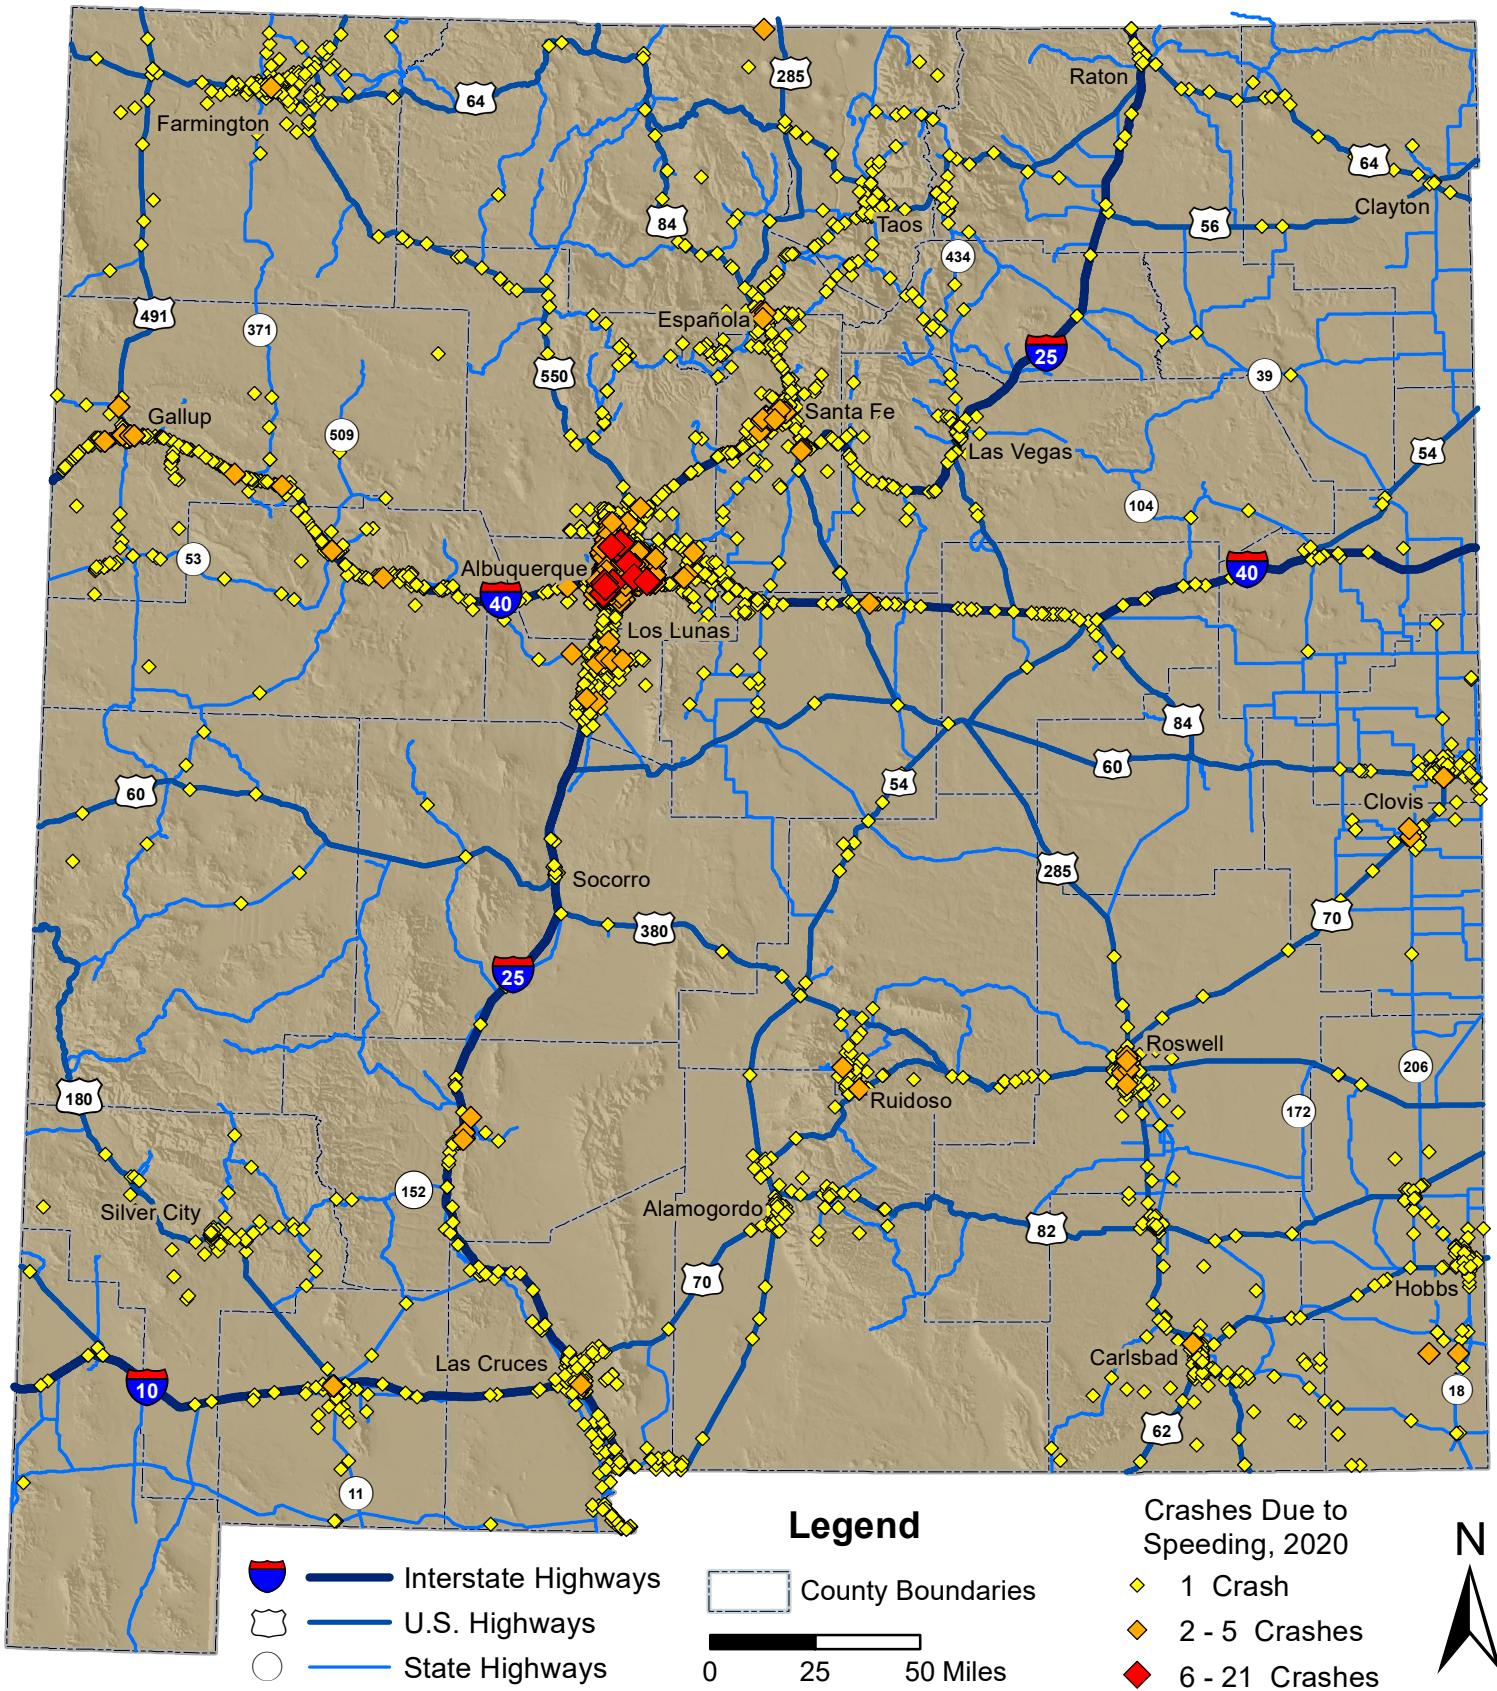 285
Raton
64
Farmington
64
Clayton
84
Taos
56
434
491
371
Española
25
550
39
Gallup
Santa Fe
509
Las Vegas
54
104
53
Albuquerque
40
40
Los Lunas
84
60
60
54
Clovis
285
Socorro
70
380
25
Roswell
206
180
Ruidoso
172
152
Silver City
Alamogordo
82
70
Hobbs
Las Cruces
Carlsbad
10
18
62
11
Legend
Interstate Highways
U.S. Highways
State Highways
County Boundaries
0 25 50 Miles
Crashes Due to
Speeding, 2020
1 Crash
2 - 5 Crashes
6 - 21 Crashes
N